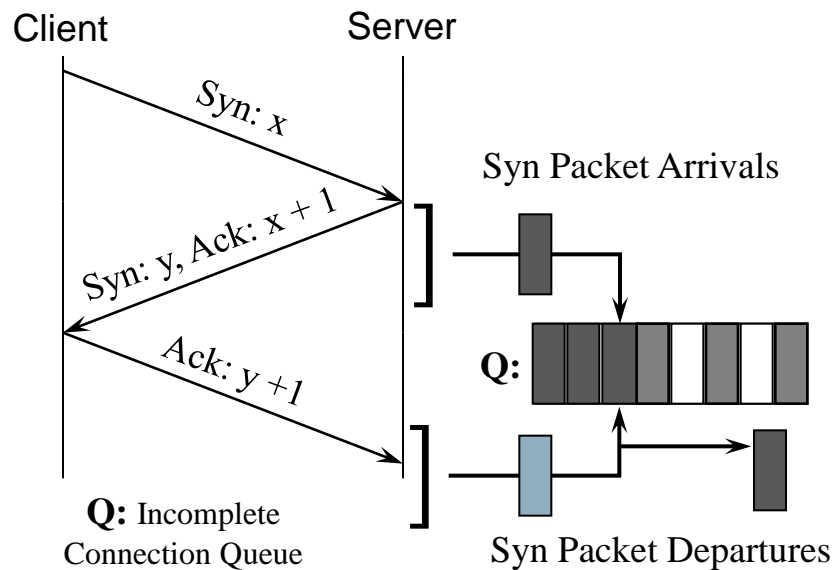 Client
Server
Syn: x
Syn Packet Arrivals
Syn: y, Ack: x + 1
Q:
Ack: y +1
Q: Incomplete
Connection Queue
Syn Packet Departures